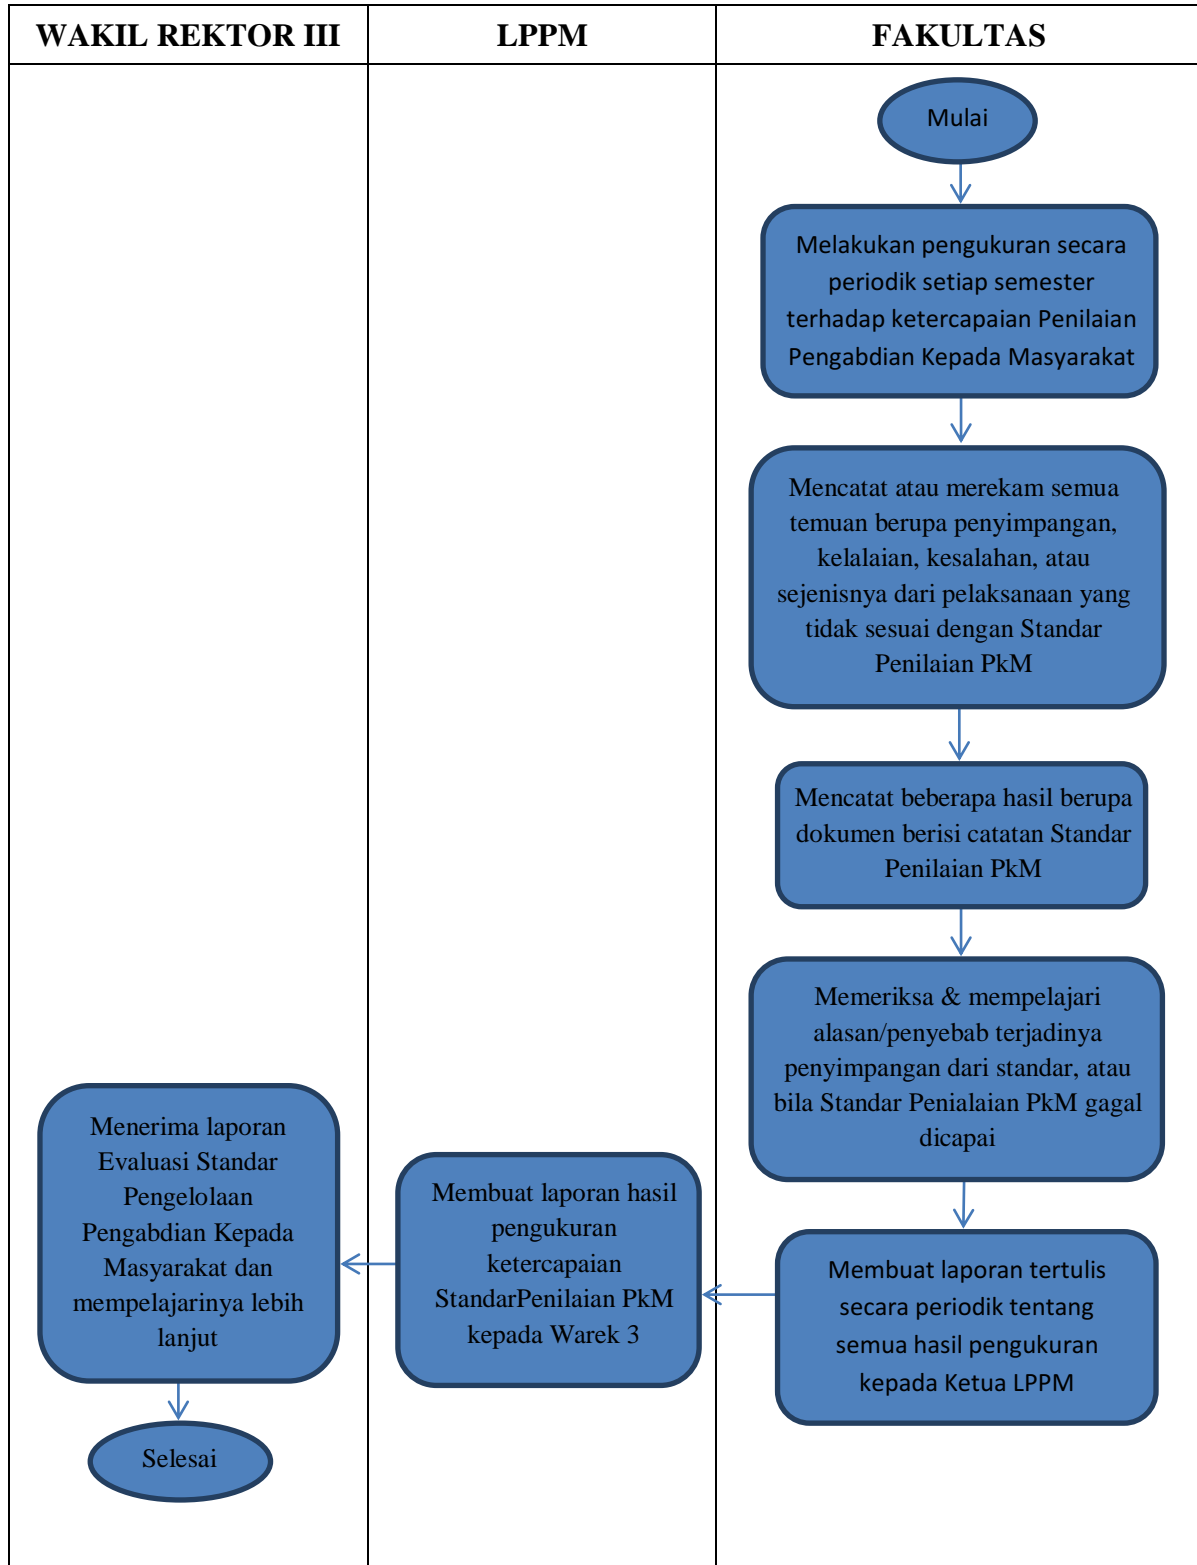 WAKIL REKTOR III
LPPM
FAKULTAS
Mulai
Melakukan pengukuran secara
periodik setiap semester
terhadap ketercapaian Penilaian
Pengabdian Kepada Masyarakat
Mencatat atau merekam semua
temuan berupa penyimpangan,
kelalaian, kesalahan, atau
sejenisnya dari pelaksanaan yang
tidak sesuai dengan Standar
Penilaian PkM
Mencatat beberapa hasil berupa
dokumen berisi catatan Standar
Penilaian PkM
Memeriksa & mempelajari
alasan/penyebab terjadinya
penyimpangan dari standar, atau
bila Standar Penialaian PkM gagal
dicapai
Membuat laporan tertulis
secara periodik tentang
semua hasil pengukuran
kepada Ketua LPPM
Membuat laporan hasil
pengukuran
ketercapaian
StandarPenilaian PkM
kepada Warek 3
Menerima laporan
Evaluasi Standar
Pengelolaan
Pengabdian Kepada
Masyarakat dan
mempelajarinya lebih
lanjut
Selesai